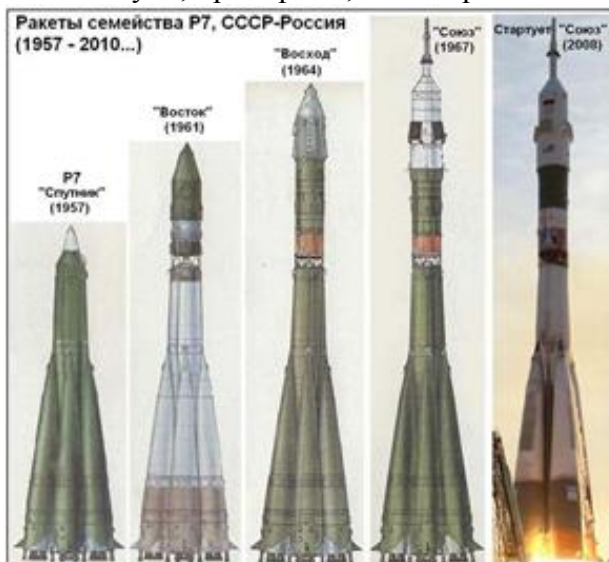 Ракеты семейства Р7, СССР-Россия
(1957 - 2010...)
"Союз"
(1967)
Стартует "Союз"
(2008)
"Восход"
(1964)
"Восток"
(1961)
Р7
"Спутник"
(1957)